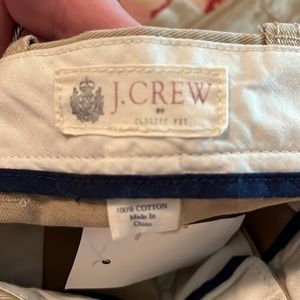 J.CREW
CLASSIC FIT
100% COTTON
Made In
China